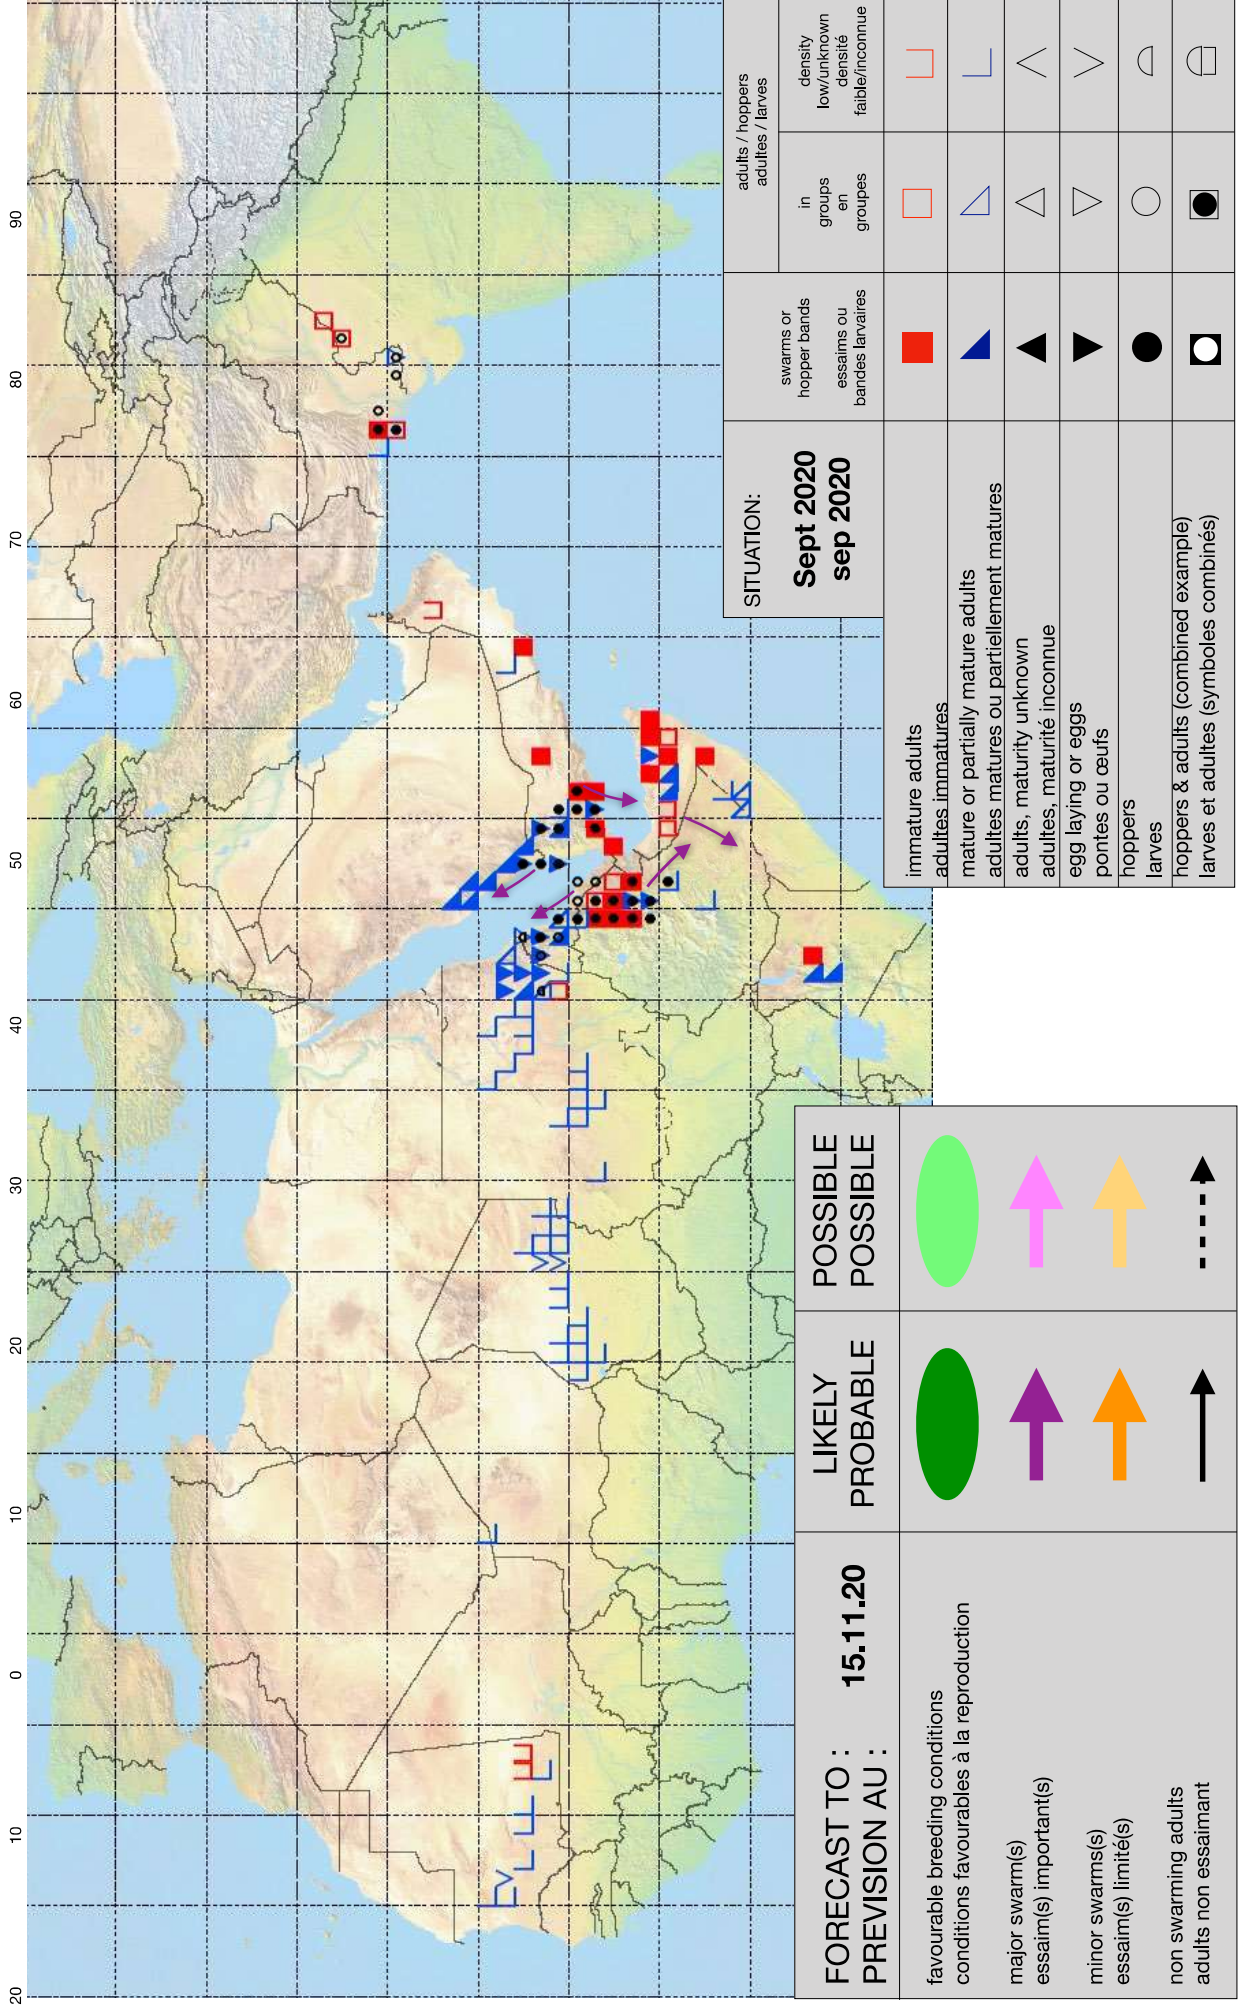 20
10
0
10
20
30
40
50
60
70
80
90
FORECAST TO :
PREVISION AU :
15.11.20
LIKELY
PROBABLE
POSSIBLE
POSSIBLE
favourable breeding conditions
conditions favourables à la reproduction
major swarm(s)
essaim(s) important(s)
minor swarms(s)
essaim(s) limité(s)
non swarming adults
adults non essaimant
SITUATION:
Sept 2020
sep 2020
adults / hoppers
adultes / larves
swarms or
hopper bands
essaims ou
bandes larvaires
in
groups
en
groupes
density
low/unknown
densité
faible/inconnue
immature adults
adultes immatures
mature or partially mature adults
adultes matures ou partiellement matures
adults, maturity unknown
adultes, maturité inconnue
egg laying or eggs
pontes ou œufs
hoppers
larves
hoppers & adults (combined example)
larves et adultes (symboles combinés)